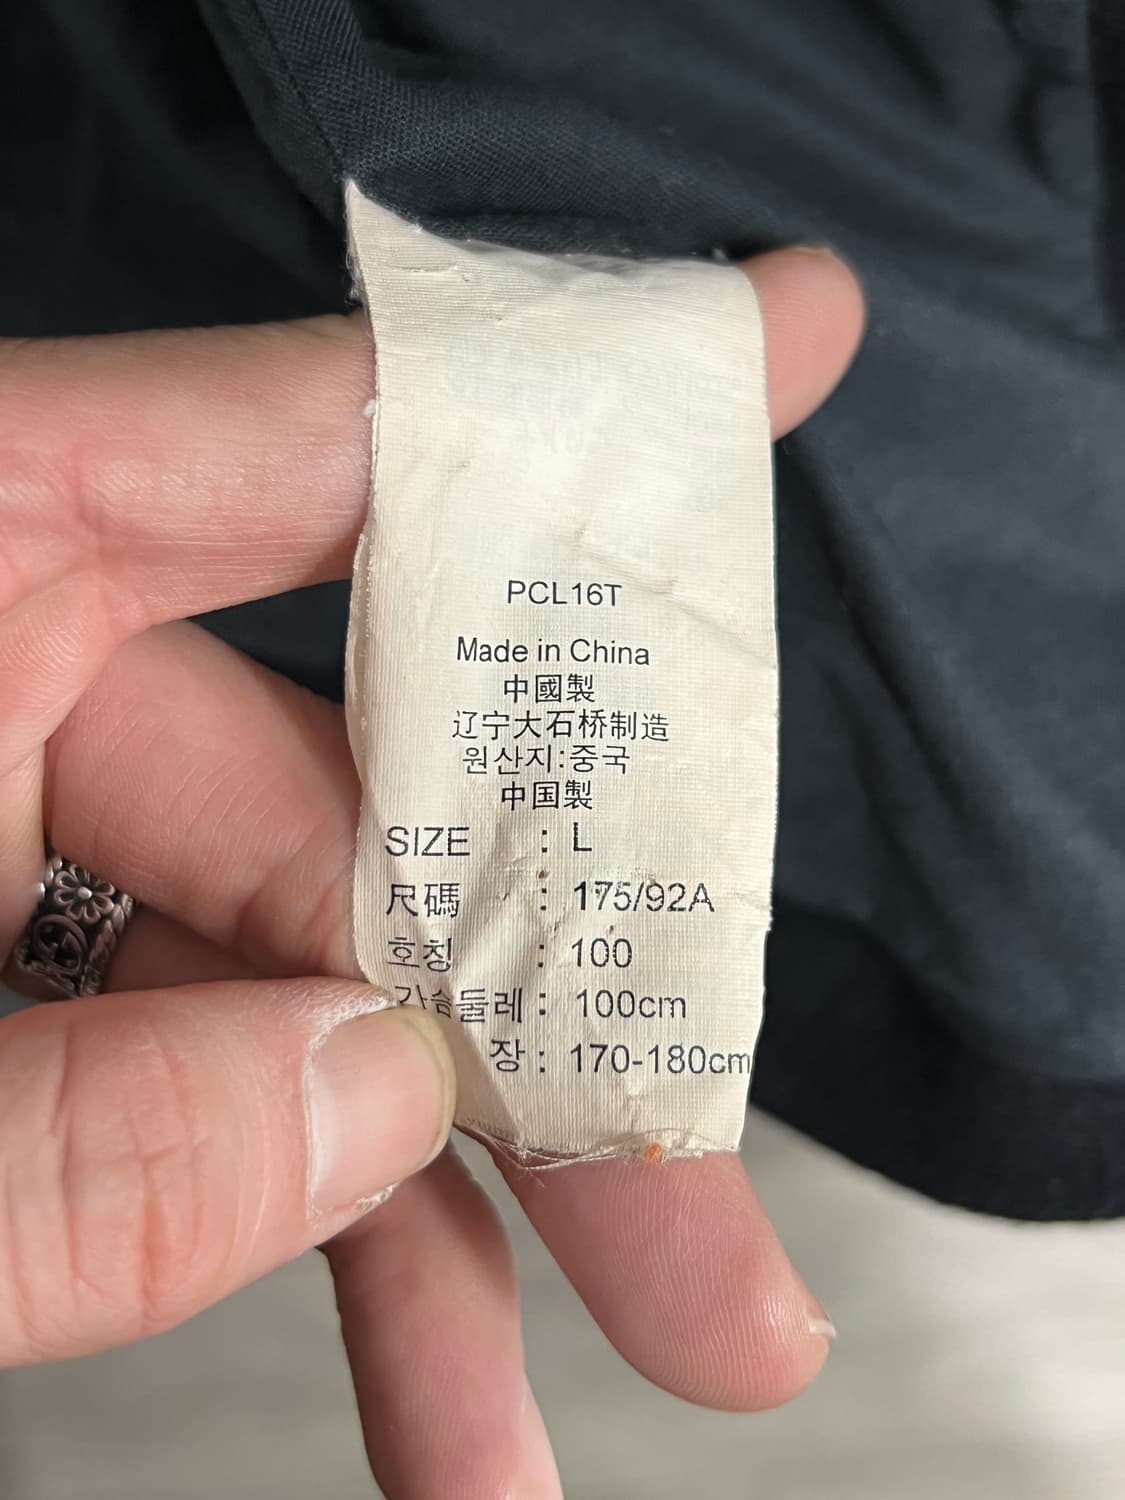 PCL16T
Made in China
中國製
辽宁大石桥制造
원산지:중국
中国製
SIZE : L
尺碼 : 175/92A
호칭 : 100
가슴둘레 : 100cm
장 : 170-180cm